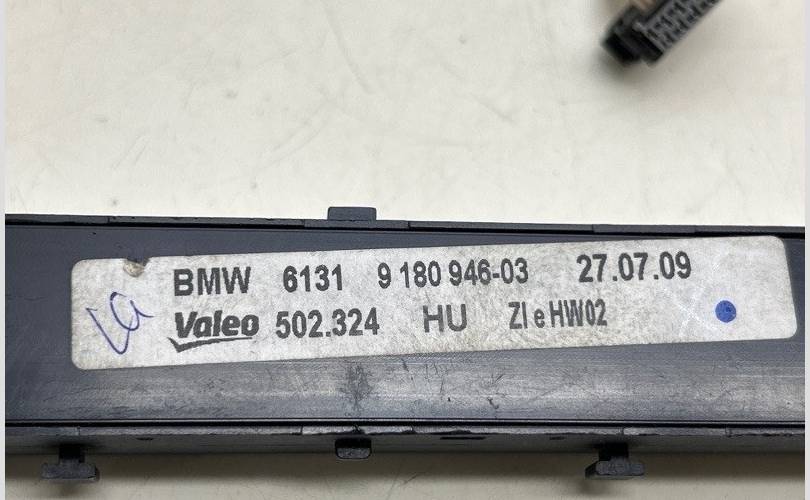 BMW 6131 9 180 946-03 27.07.09
Valeo 502.324 HU ZI e HW02